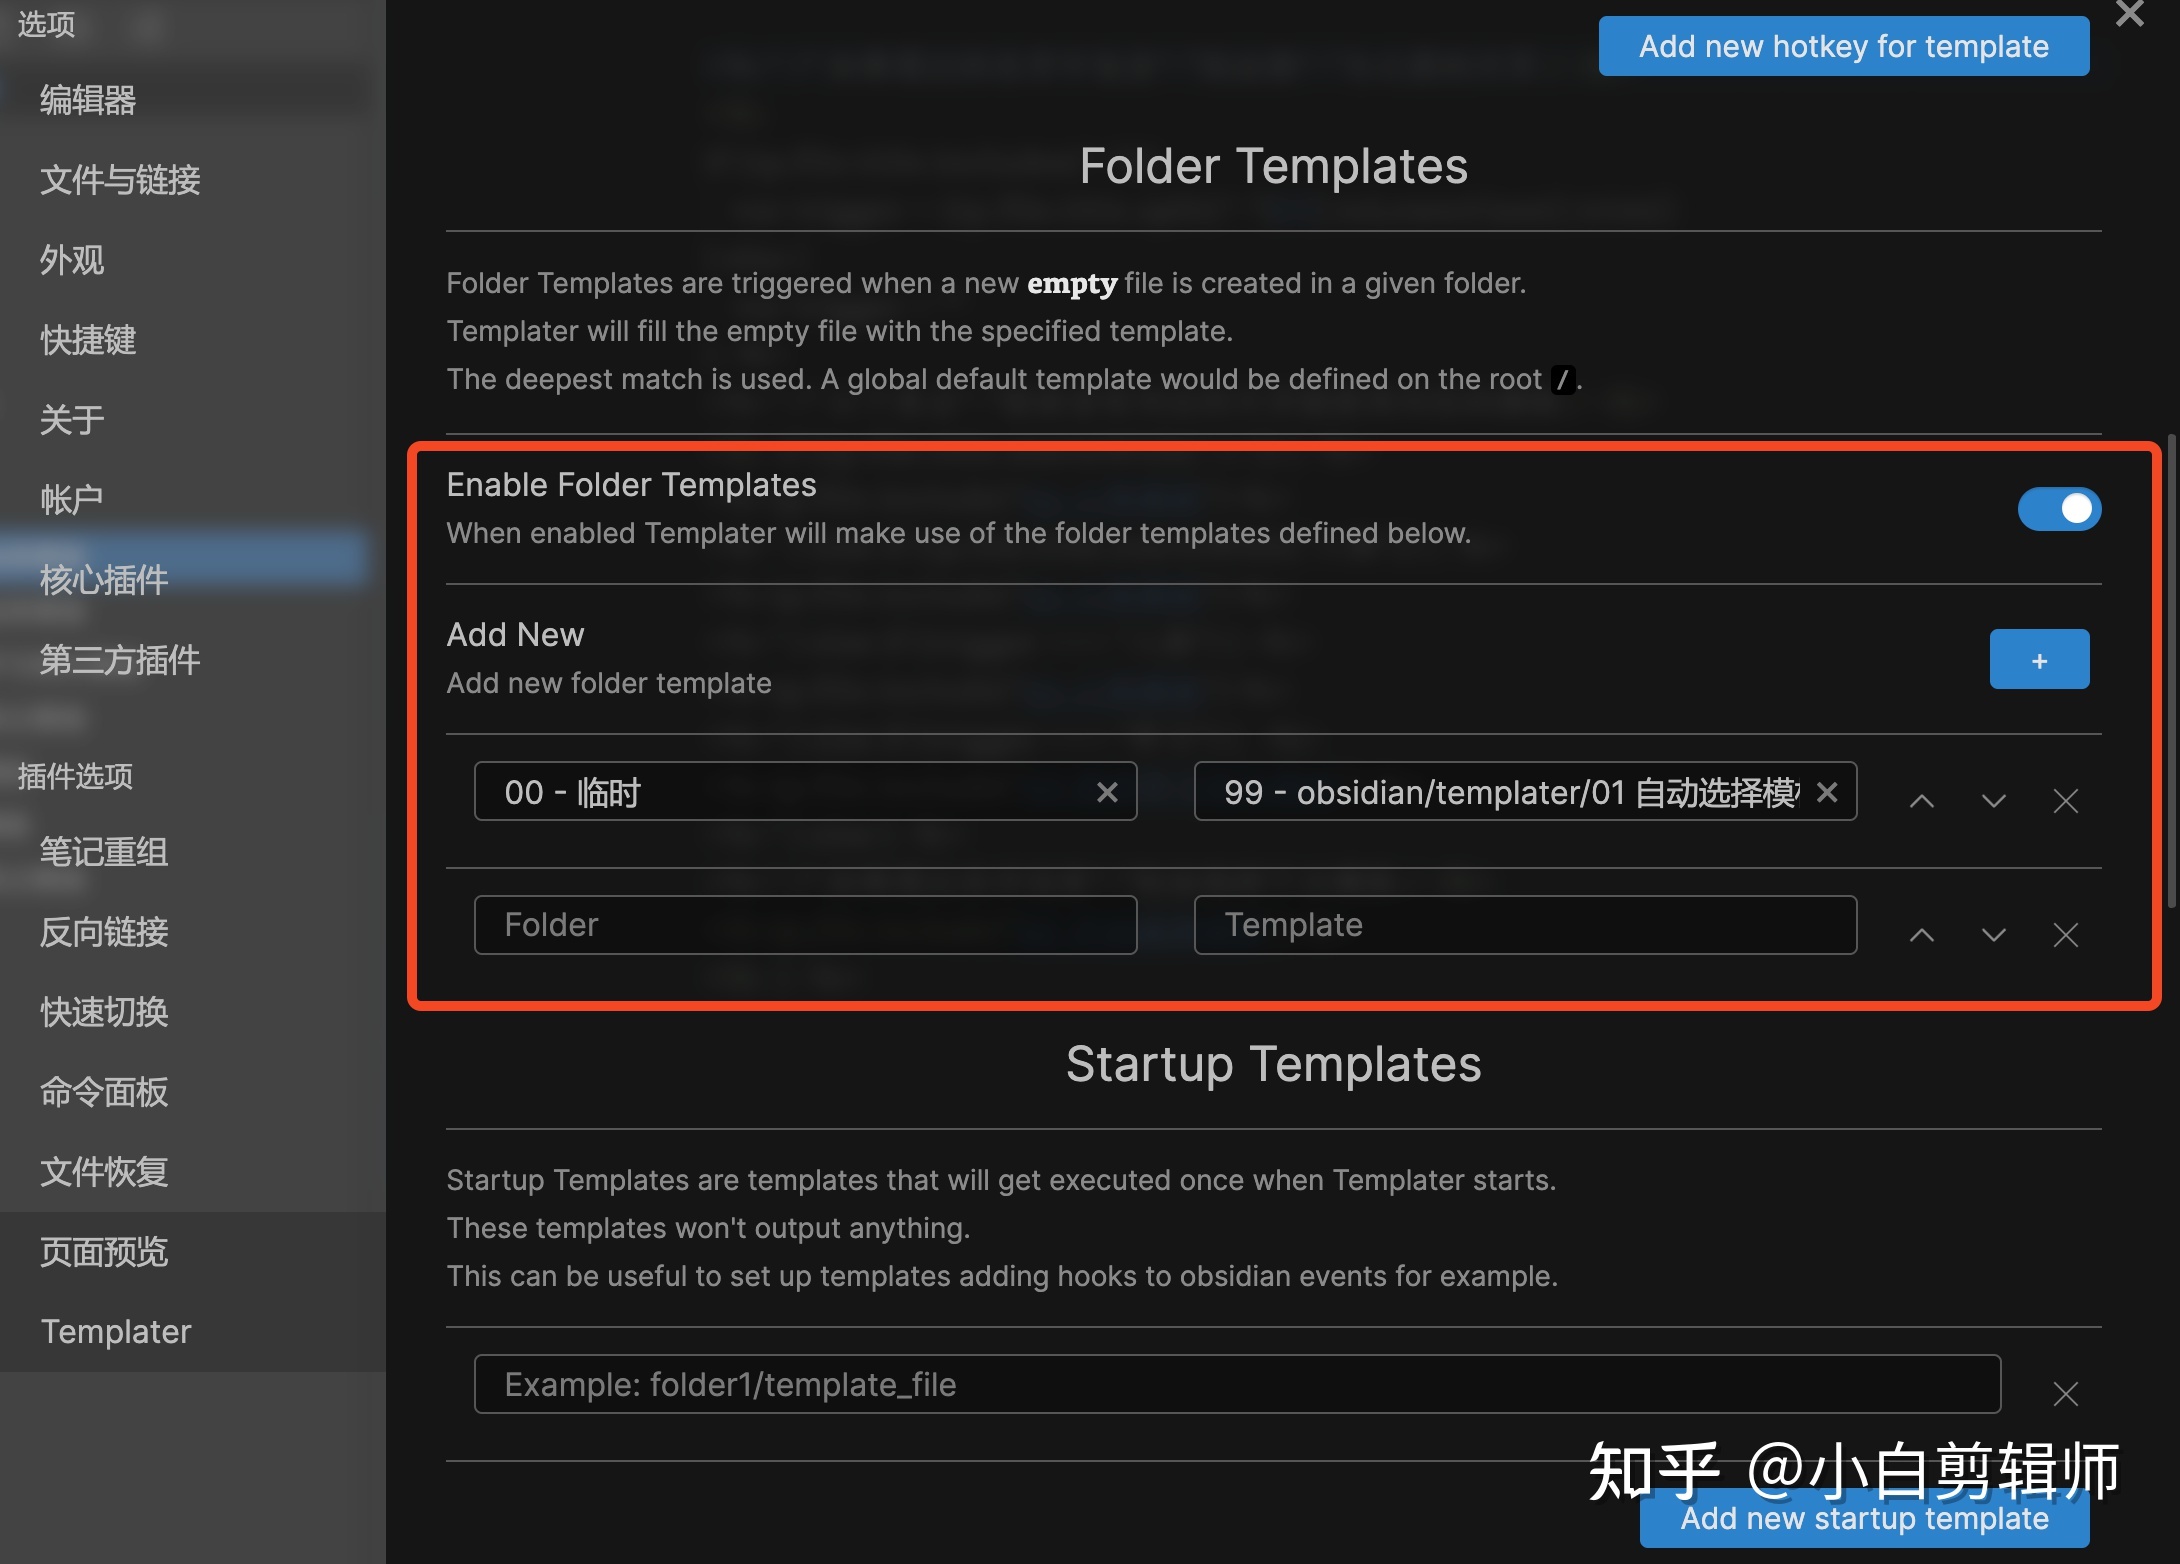 选项
编辑器
文件与链接
外观
快捷键
关于
帐户
核心插件
第三方插件
插件选项
笔记重组
反向链接
快速切换
命令面板
文件恢复
页面预览
Templater
Add new hotkey for template
Folder Templates
Folder Templates are triggered when a new empty file is created in a given folder.
Templater will fill the empty file with the specified template.
The deepest match is used. A global default template would be defined on the root /.
Enable Folder Templates
When enabled Templater will make use of the folder templates defined below.
Add New
Add new folder template
+
00 - 临时
99 - obsidian/templater/01 自动选择模
Folder
Template
Startup Templates
Startup Templates are templates that will get executed once when Templater starts.
These templates won't output anything.
This can be useful to set up templates adding hooks to obsidian events for example.
Example: folder1/template_file
知乎 @小白剪辑师
Add new startup template